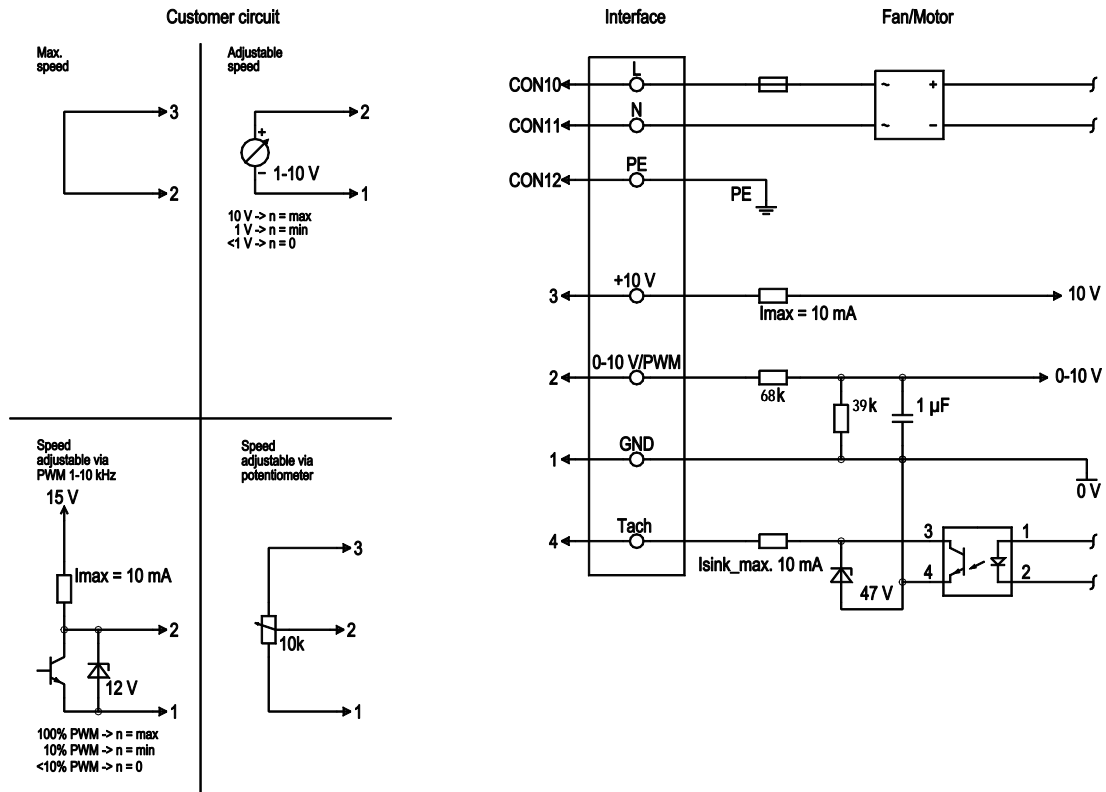 Customer circuit
Interface
Fan/Motor
Max.
speed
3
2
Adjustable
speed
2
+
–
1-10 V
1
10 V -> n = max
1 V -> n = min
<1 V -> n = 0
Speed
adjustable via
PWM 1-10 kHz
15 V
Imax = 10 mA
2
12 V
1
100% PWM -> n = max
10% PWM -> n = min
<10% PWM -> n = 0
Speed
adjustable via
potentiometer
3
2
10k
1
L
CON10
~ +
N
CON11
~ –
PE
CON12
PE
+10 V
3
10 V
Imax = 10 mA
0-10 V/PWM
2
0-10 V
68k
39k
1 µF
GND
1
0 V
Tach
4
3
1
Isink_max. 10 mA
4
2
47 V